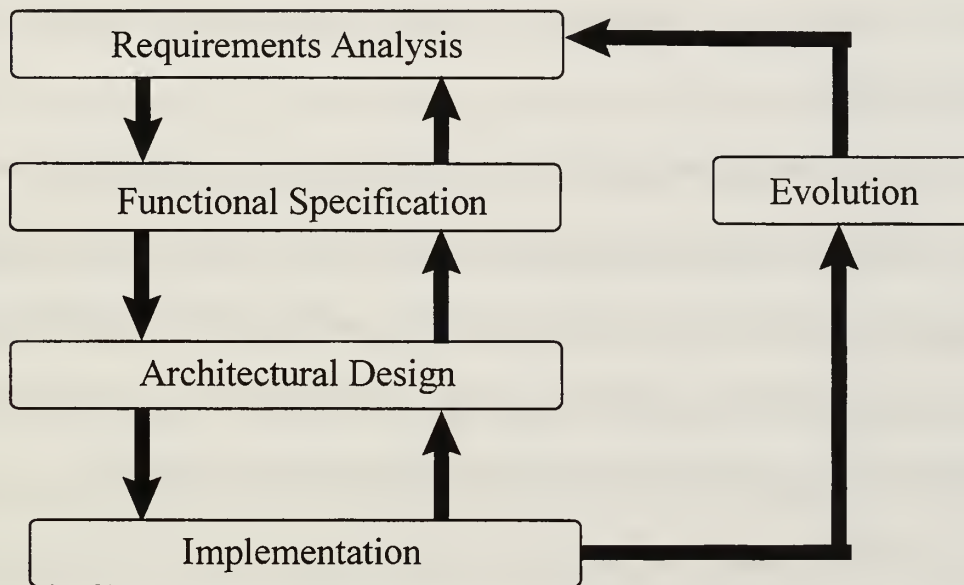 Requirements Analysis
Functional Specification
Evolution
Architectural Design
Implementation